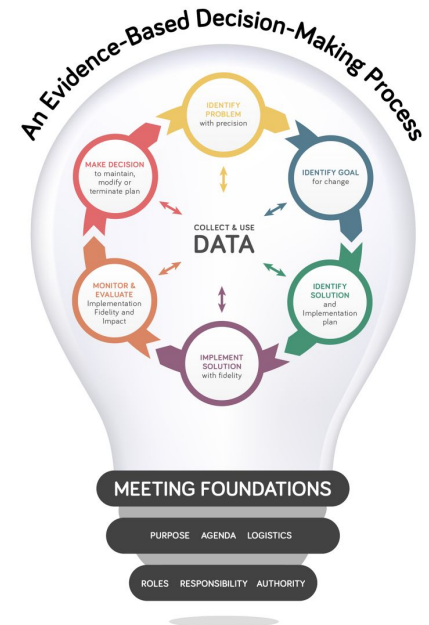 An Evidence-Based Decision-Making Process
IDENTIFY
PROBLEM
with precision
IDENTIFY GOAL
for change
IDENTIFY
SOLUTION
and
Implementation
plan
IMPLEMENT
SOLUTION
with fidelity
MONITOR &
EVALUATE
Implementation
Fidelity and
Impact
MAKE DECISION
to maintain,
modify or
terminate plan
COLLECT & USE
DATA
MEETING FOUNDATIONS
PURPOSE AGENDA LOGISTICS
ROLES RESPONSIBILITY AUTHORITY